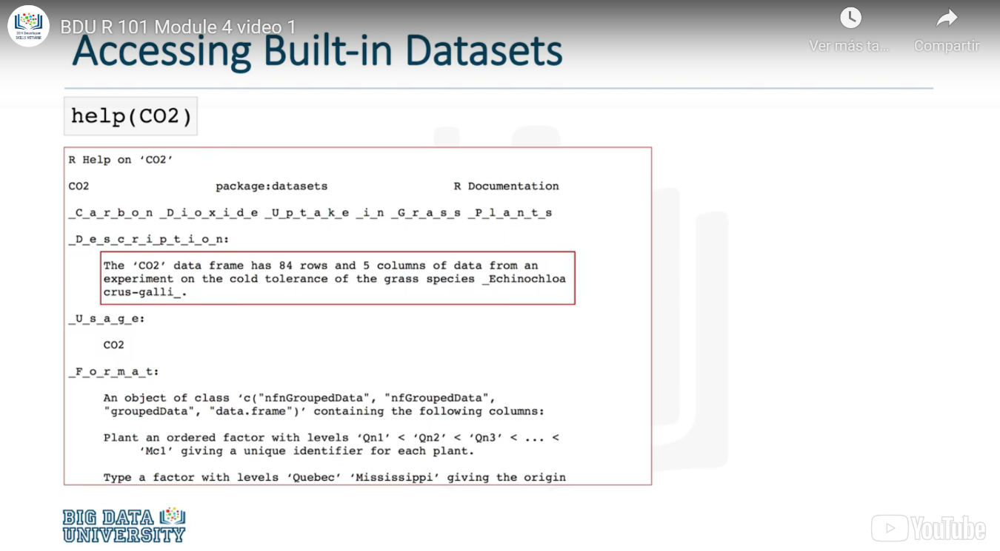 BDU R 101 Module 4 video 1
Ver más ta...
Compartir
Accessing Built-in Datasets
help(CO2)
R Help on ‘CO2’
CO2 package:datasets R Documentation
_C_a_r_b_o_n _D_i_o_x_i_d_e _U_p_t_a_k_e _i_n _G_r_a_s_s _P_l_a_n_t_s
_D_e_s_c_r_i_p_t_i_o_n:
The ‘CO2’ data frame has 84 rows and 5 columns of data from an
experiment on the cold tolerance of the grass species _Echinochloa
crus-galli_.
_U_s_a_g_e:
CO2
_F_o_r_m_a_t:
An object of class ‘c("nfnGroupedData", "nfGroupedData",
"groupedData", "data.frame")’ containing the following columns:
Plant an ordered factor with levels ‘Qn1’ < ‘Qn2’ < ‘Qn3’ < ... <
‘Mc1’ giving a unique identifier for each plant.
Type a factor with levels ‘Quebec’ ‘Mississippi’ giving the origin
BIG DATA
UNIVERSITY
YouTube